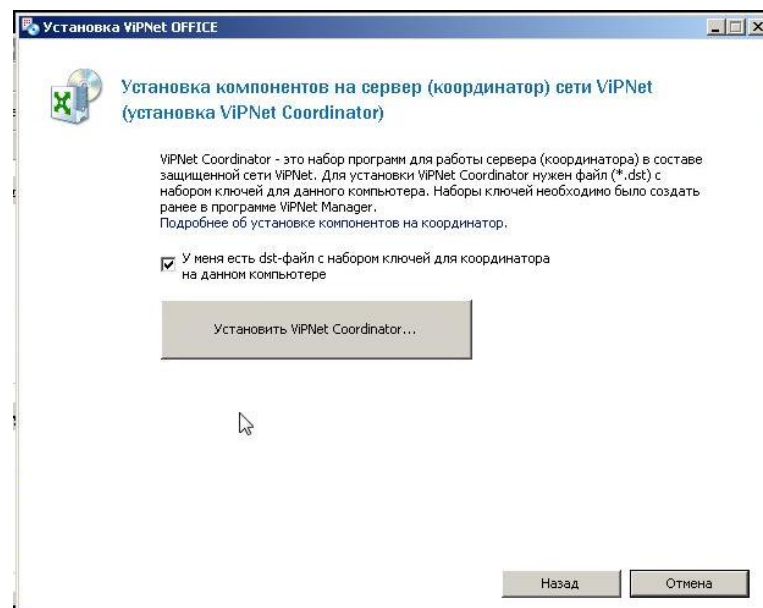 Установка ViPNet OFFICE
Установка компонентов на сервер (координатор) сети ViPNet
(установка ViPNet Coordinator)
ViPNet Coordinator - это набор программ для работы сервера (координатора) в составе
защищенной сети ViPNet. Для установки ViPNet Coordinator нужен файл (*.dst) с
набором ключей для данного компьютера. Наборы ключей необходимо было создать
ранее в программе ViPNet Manager.
Подробнее об установке компонентов на координатор.
У меня есть dst-файл с набором ключей для координатора
на данном компьютере
Установить ViPNet Coordinator...
Назад
Отмена